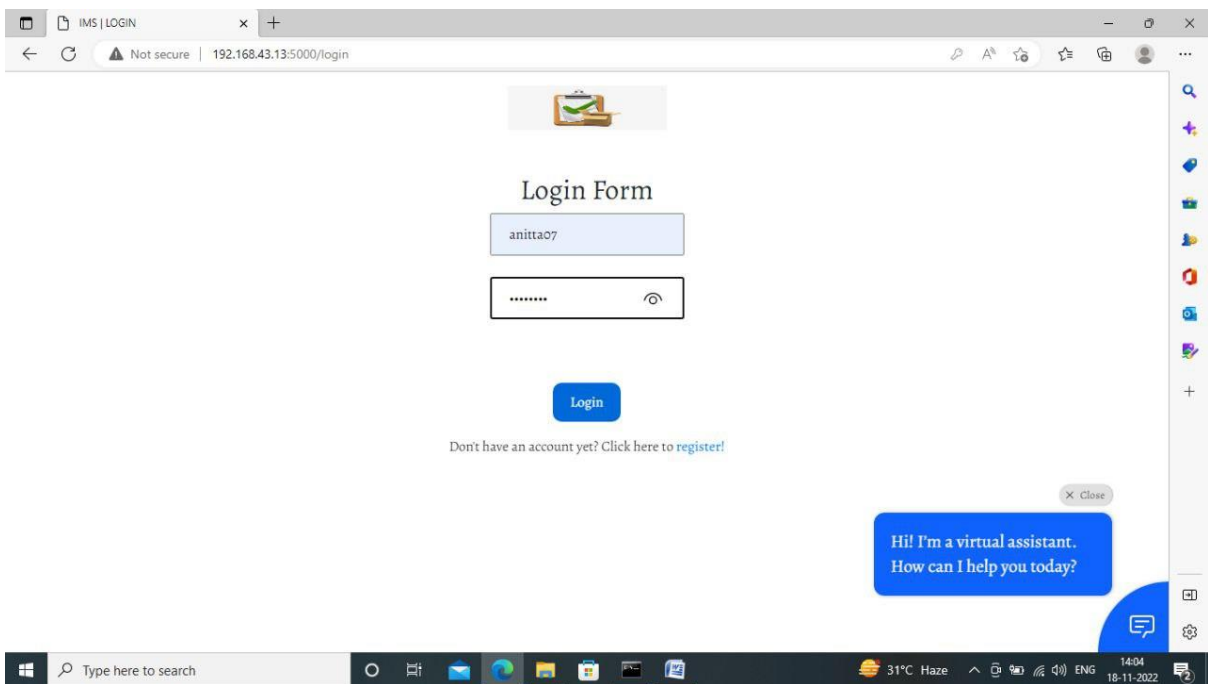 IMS | LOGIN
Not secure | 192.168.43.13:5000/login
Login Form
anitta07
••••••••
Login
Don't have an account yet? Click here to register!
× Close
Hi! I'm a virtual assistant.
How can I help you today?
Type here to search
31°C Haze
ENG
14:04
18-11-2022
2